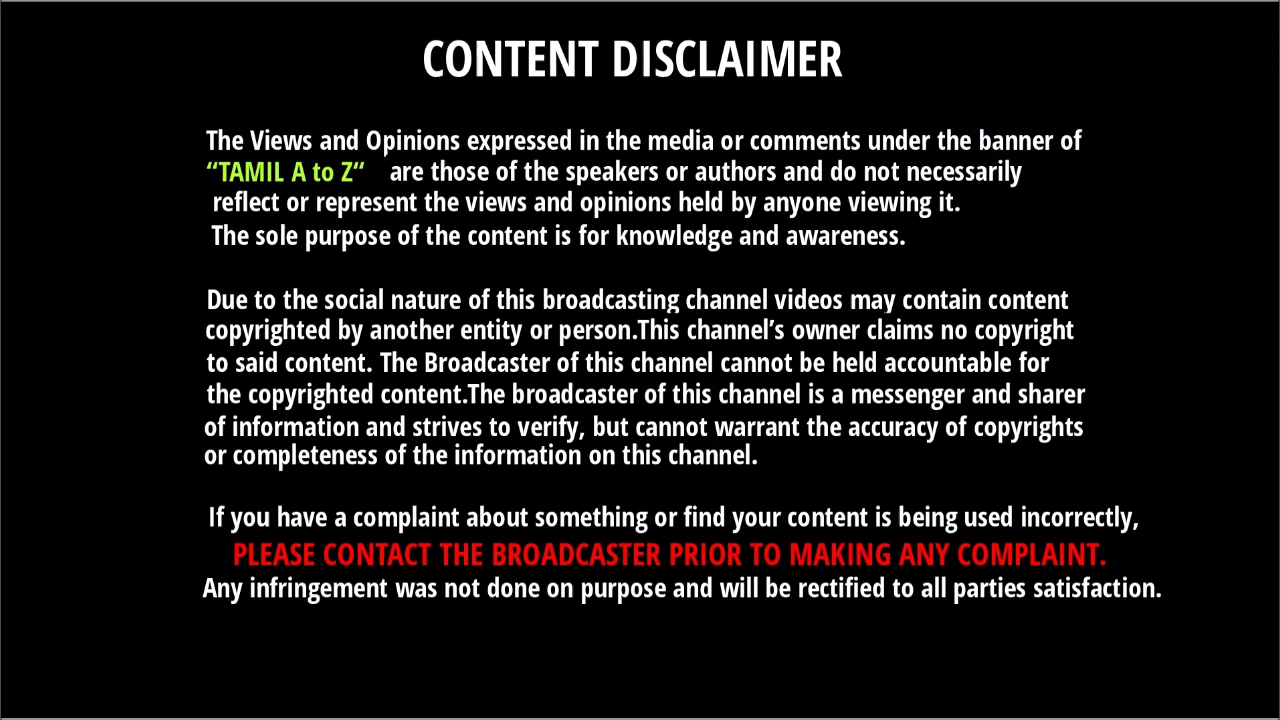 CONTENT DISCLAIMER
The Views and Opinions expressed in the media or comments under the banner of
“TAMIL A to Z“ are those of the speakers or authors and do not necessarily
reflect or represent the views and opinions held by anyone viewing it.
The sole purpose of the content is for knowledge and awareness.
Due to the social nature of this broadcasting channel videos may contain content
copyrighted by another entity or person.This channel’s owner claims no copyright
to said content. The Broadcaster of this channel cannot be held accountable for
the copyrighted content.The broadcaster of this channel is a messenger and sharer
of information and strives to verify, but cannot warrant the accuracy of copyrights
or completeness of the information on this channel.
If you have a complaint about something or find your content is being used incorrectly,
PLEASE CONTACT THE BROADCASTER PRIOR TO MAKING ANY COMPLAINT.
Any infringement was not done on purpose and will be rectified to all parties satisfaction.